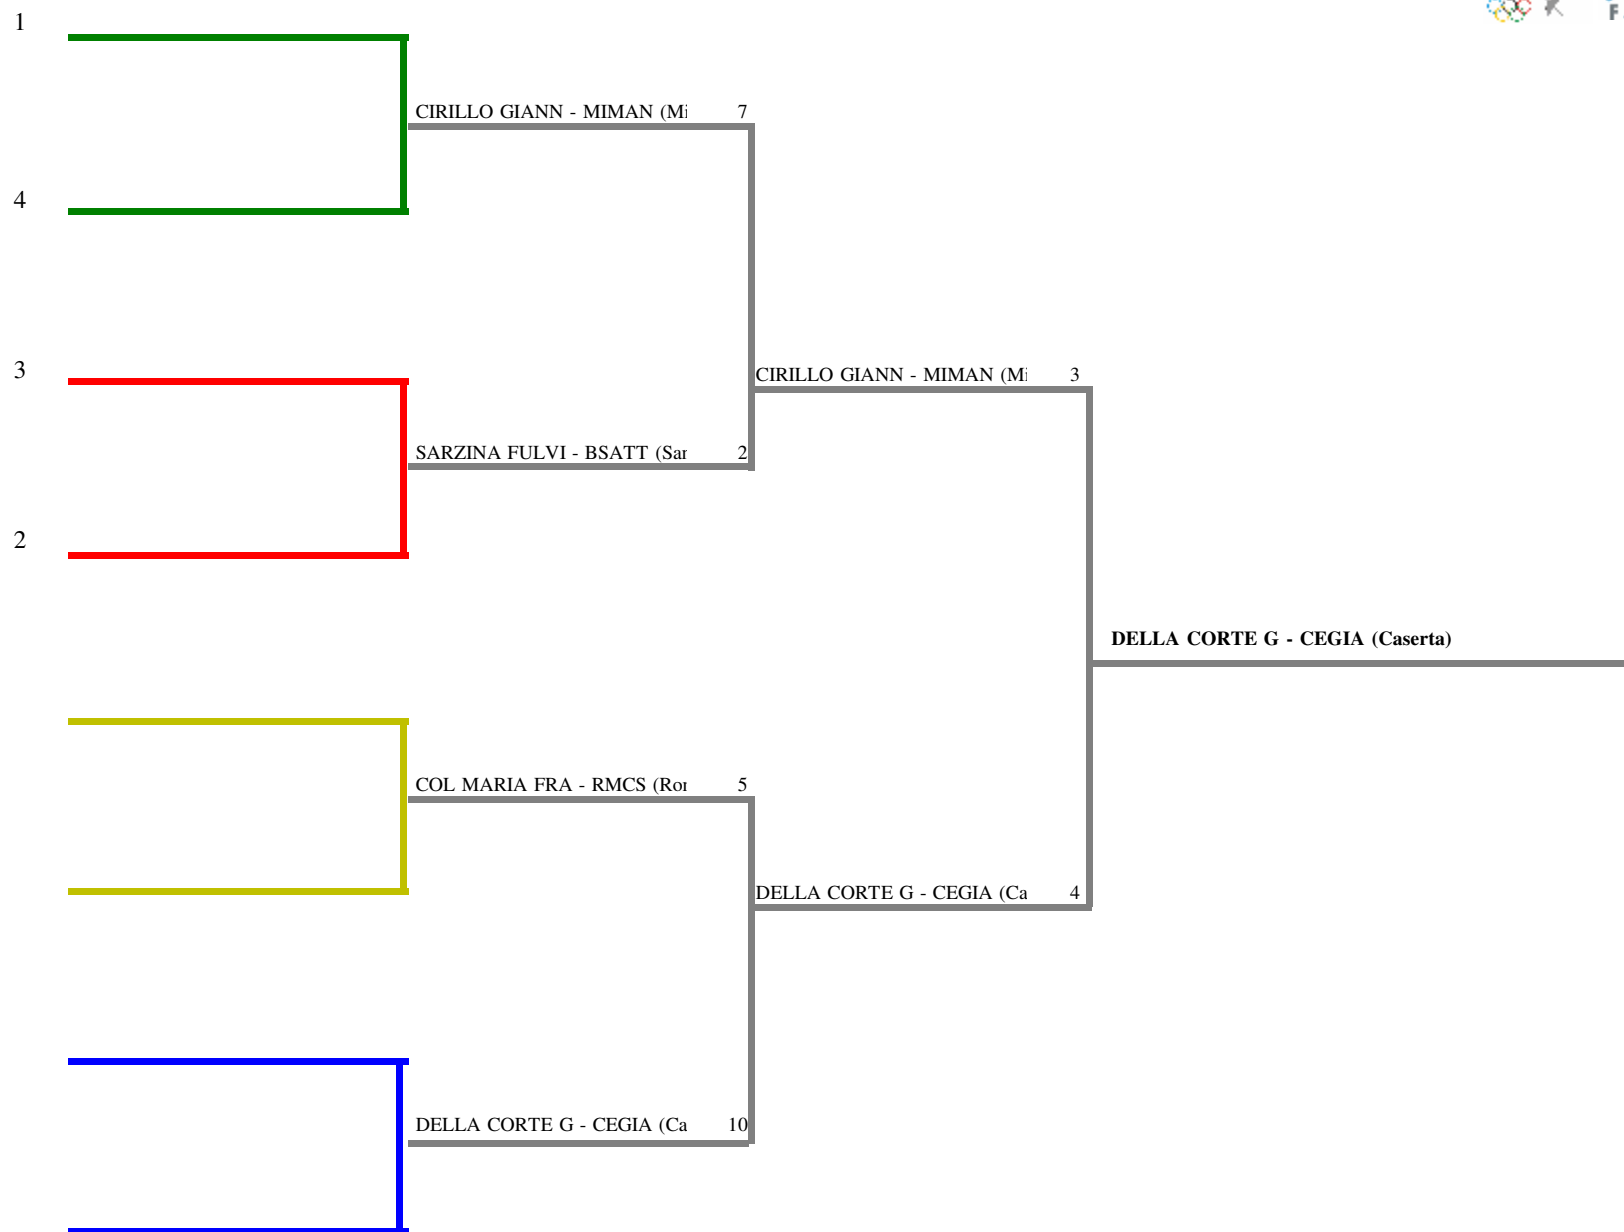 1
CIRILLO GIANN - MIMAN (Mi 7
4
3
CIRILLO GIANN - MIMAN (Mi 3
SARZINA FULVI - BSATT (Sar 2
2
DELLA CORTE G - CEGIA (Caserta)
COL MARIA FRA - RMCS (Ror 5
DELLA CORTE G - CEGIA (Ca 4
DELLA CORTE G - CEGIA (Ca 10